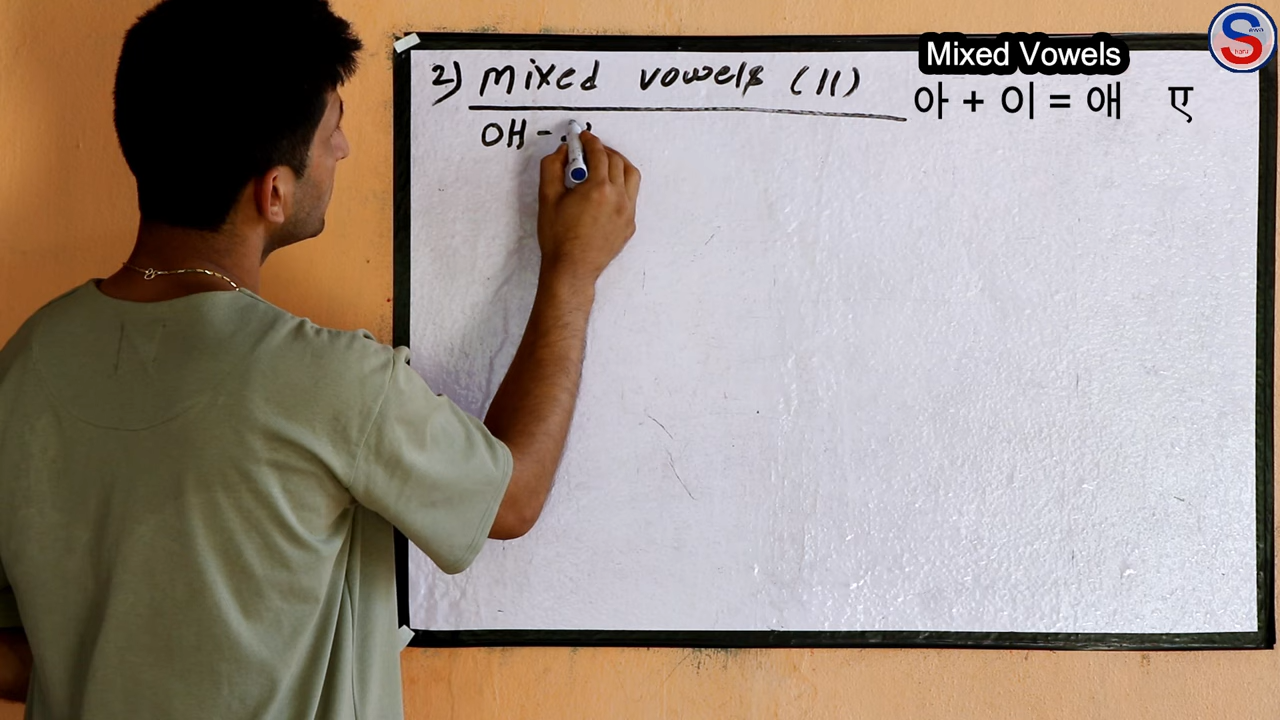 Mixed Vowels
아 + 이 = 애 ए
2) mixed vowels (11)
애 -
S